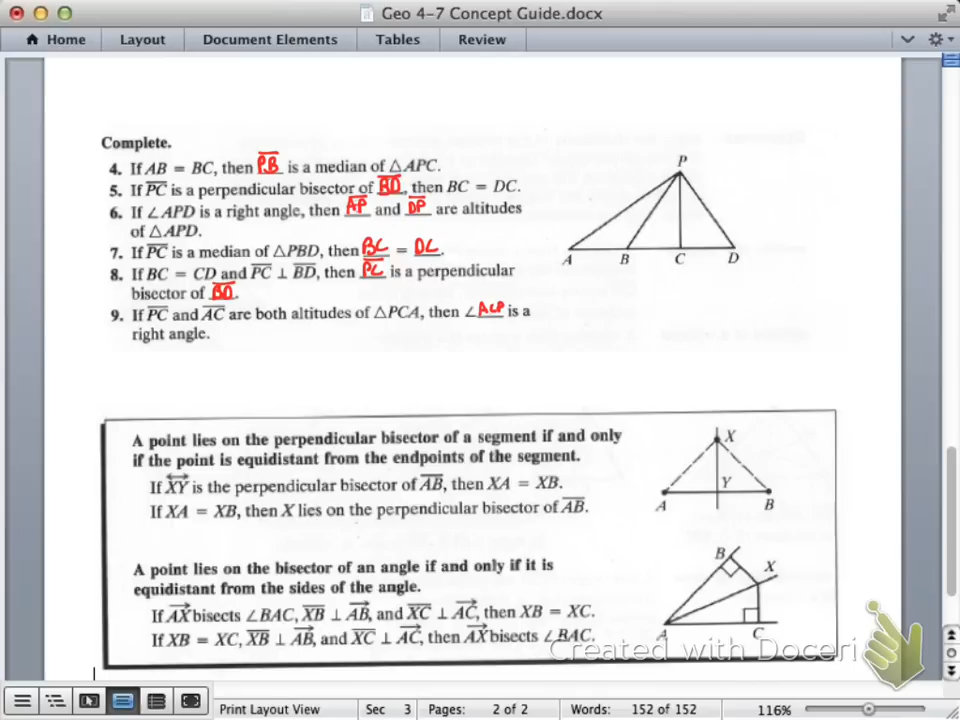 Geo 4-7 Concept Guide.docx
Home Layout Document Elements Tables Review
Complete.
4. If AB = BC, then PB is a median of △APC.
5. If PC is a perpendicular bisector of BD, then BC = DC.
6. If ∠APD is a right angle, then AP and DP are altitudes
of △APD.
7. If PC is a median of △PBD, then BC = DC.
8. If BC = CD and PC ⊥ BD, then PC is a perpendicular
bisector of BD.
9. If PC and AC are both altitudes of △PCA, then ∠ACP is a
right angle.
P
A B C D
A point lies on the perpendicular bisector of a segment if and only
if the point is equidistant from the endpoints of the segment.
If XY is the perpendicular bisector of AB, then XA = XB.
If XA = XB, then X lies on the perpendicular bisector of AB.
X
Y
A B
A point lies on the bisector of an angle if and only if it is
equidistant from the sides of the angle.
If AX bisects ∠BAC, XB ⊥ AB, and XC ⊥ AC, then XB = XC.
If XB = XC, XB ⊥ AB, and XC ⊥ AC, then AX bisects ∠BAC.
B
X
A C
Created with Doceri
Print Layout View Sec 3 Pages: 2 of 2 Words: 152 of 152 116%